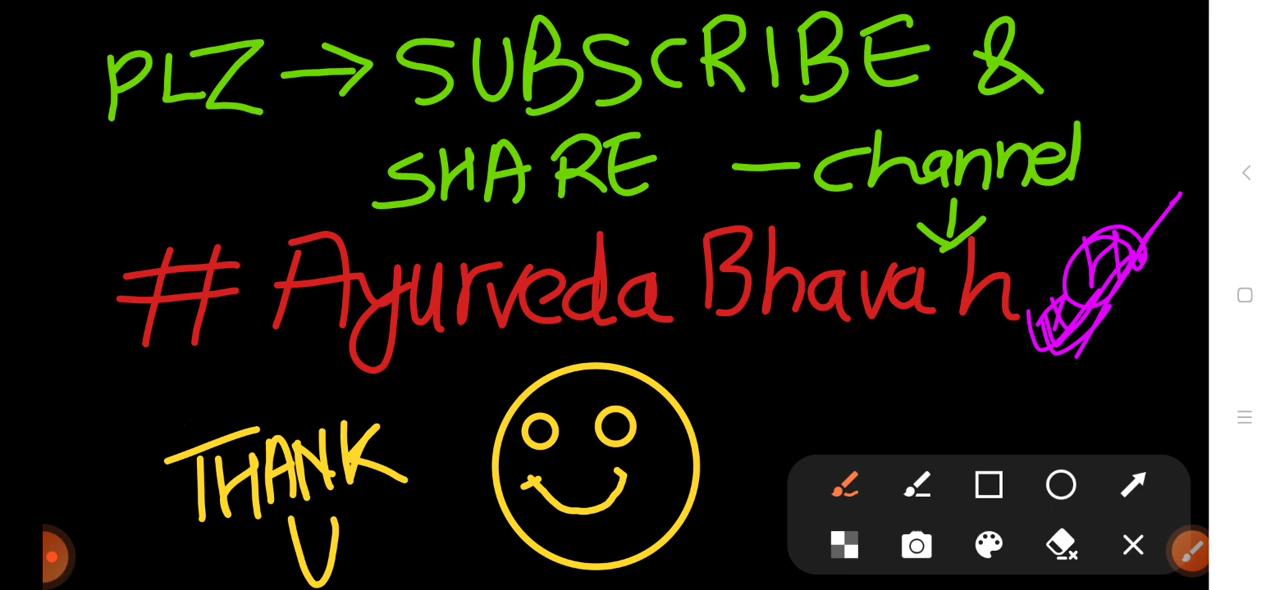 PLZ → SUBSCRIBE &
SHARE — channel
# Ayurveda Bhavah
THANK
U